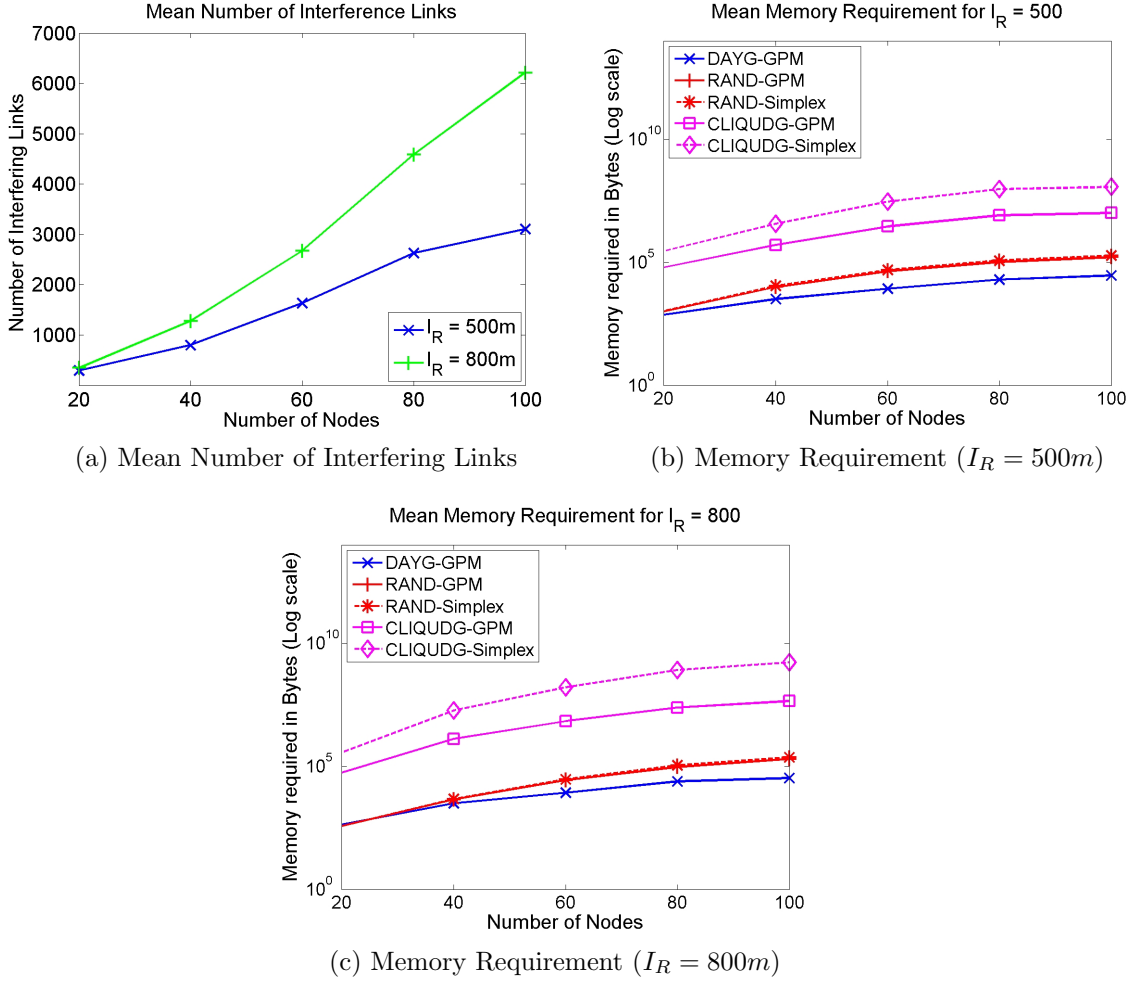 Mean Number of Interference Links
7000
6000
5000
4000
3000
2000
1000
20 40 60 80 100
Number of Interfering Links
Number of Nodes
I_R = 500m
I_R = 800m
(a) Mean Number of Interfering Links
Mean Memory Requirement for I_R = 500
DAYG-GPM
RAND-GPM
RAND-Simplex
CLIQUDG-GPM
CLIQUDG-Simplex
10^10
10^5
10^0
20 40 60 80 100
Memory required in Bytes (Log scale)
Number of Nodes
(b) Memory Requirement (I_R = 500m)
Mean Memory Requirement for I_R = 800
DAYG-GPM
RAND-GPM
RAND-Simplex
CLIQUDG-GPM
CLIQUDG-Simplex
10^10
10^5
10^0
20 40 60 80 100
Memory required in Bytes (Log scale)
Number of Nodes
(c) Memory Requirement (I_R = 800m)